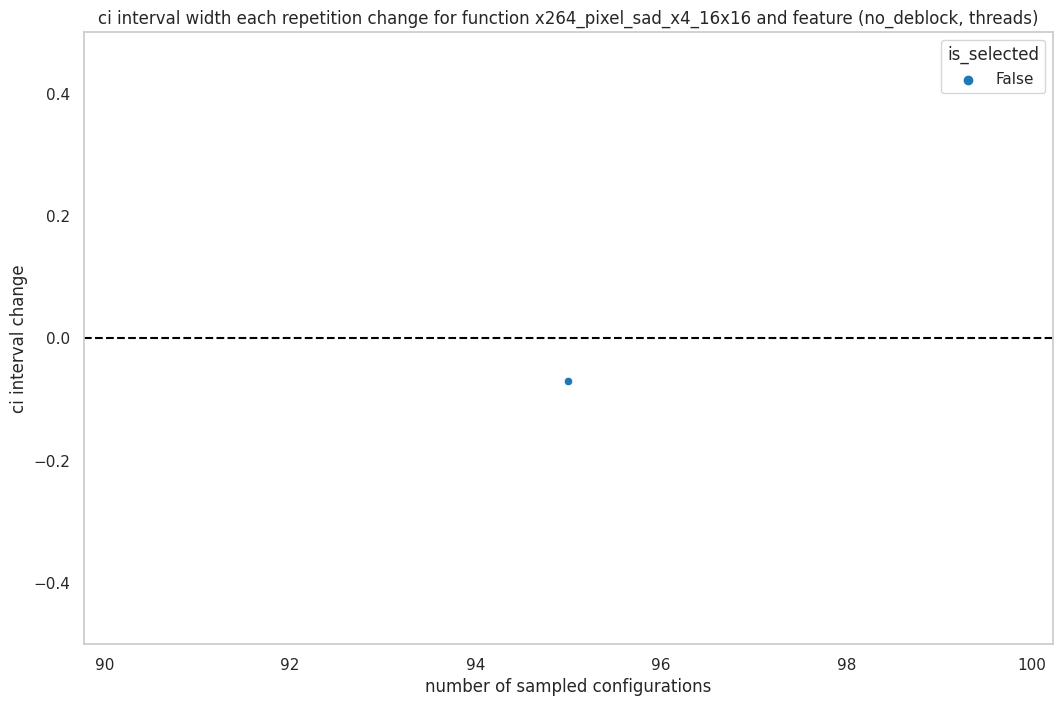 ci interval width each repetition change for function x264_pixel_sad_x4_16x16 and feature (no_deblock, threads)
is_selected
False
0.4
0.2
0.0
−0.2
−0.4
ci interval change
90 92 94 96 98 100
number of sampled configurations